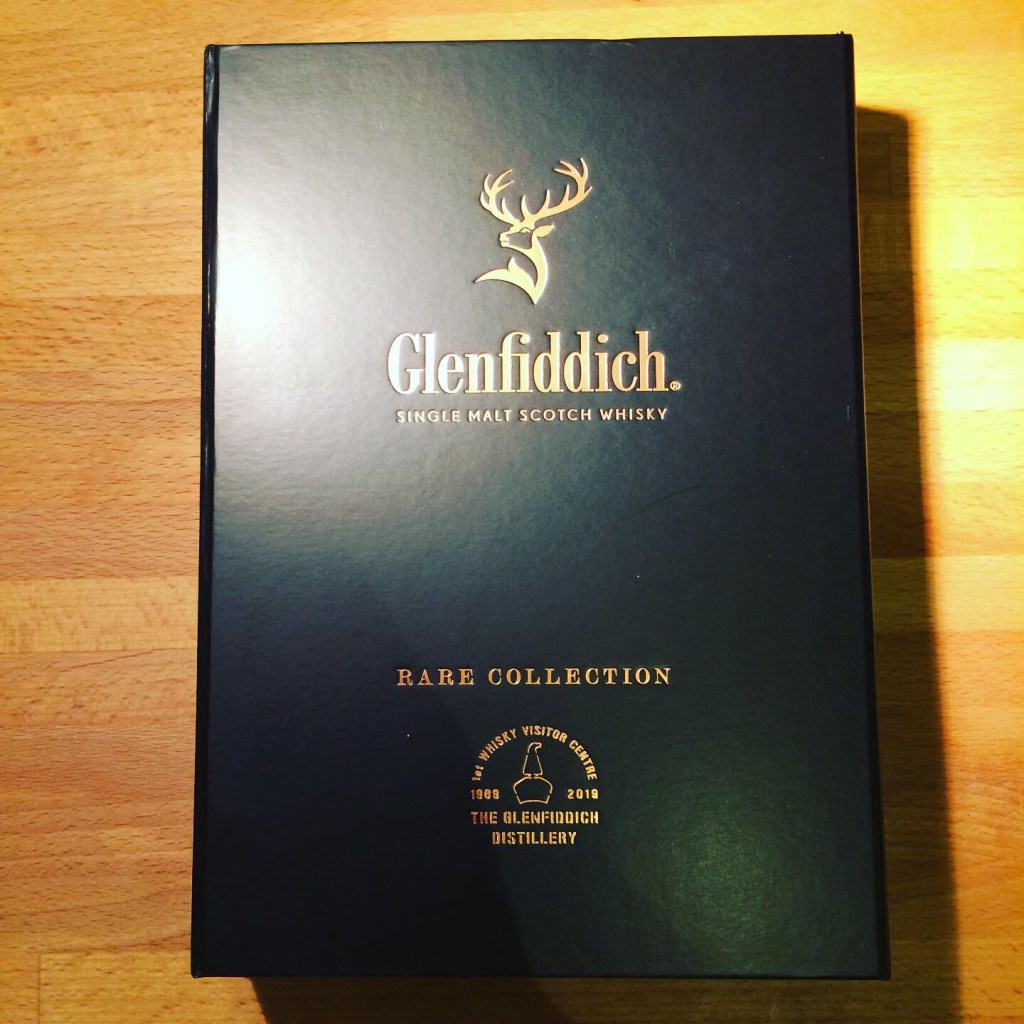 Glenfiddich®
SINGLE MALT SCOTCH WHISKY
RARE COLLECTION
1st WHISKY VISITOR CENTRE
1969 2019
THE GLENFIDDICH
DISTILLERY